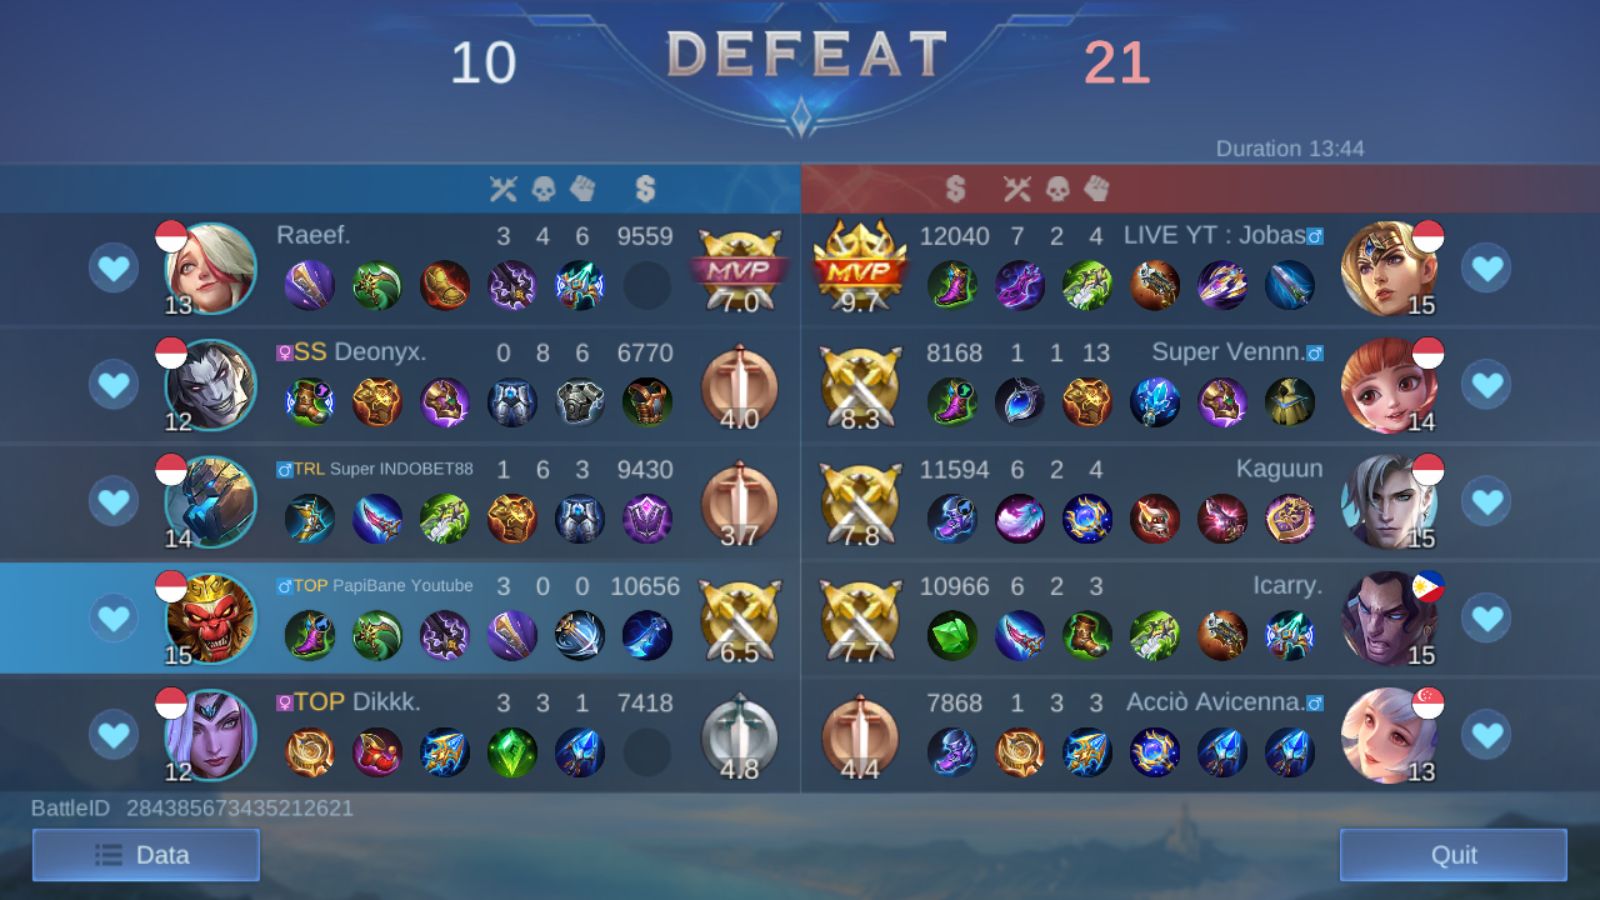 10 DEFEAT 21
Duration 13:44
Raeef. 3 4 6 9559 MVP 7.0 13
MVP 9.7 12040 7 2 4 LIVE YT : Jobas 15
SS Deonyx. 0 8 6 6770 4.0 12
8.3 8168 1 1 13 Super Vennn. 14
TRL Super INDOBET88 1 6 3 9430 3.7 14
7.8 11594 6 2 4 Kaguun 15
TOP PapiBane Youtube 3 0 0 10656 6.5 15
7.7 10966 6 2 3 Icarry. 15
TOP Dikkk. 3 3 1 7418 4.8 12
4.4 7868 1 3 3 Acciò Avicenna. 13
BattleID 284385673435212621
Data
Quit